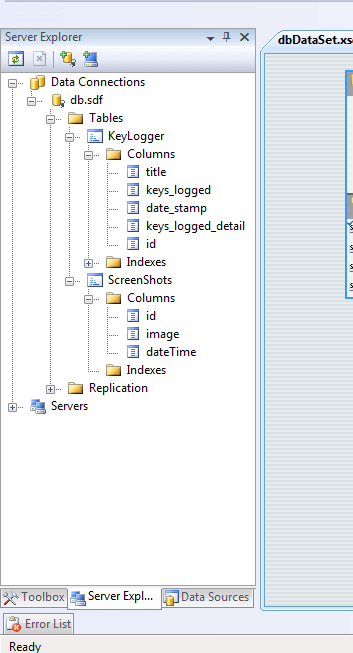 Server Explorer
dbDataSet.xs
Data Connections
db.sdf
Tables
KeyLogger
Columns
title
keys_logged
date_stamp
keys_logged_detail
id
Indexes
ScreenShots
Columns
id
image
dateTime
Indexes
Replication
Servers
Toolbox
Server Expl...
Data Sources
Error List
Ready